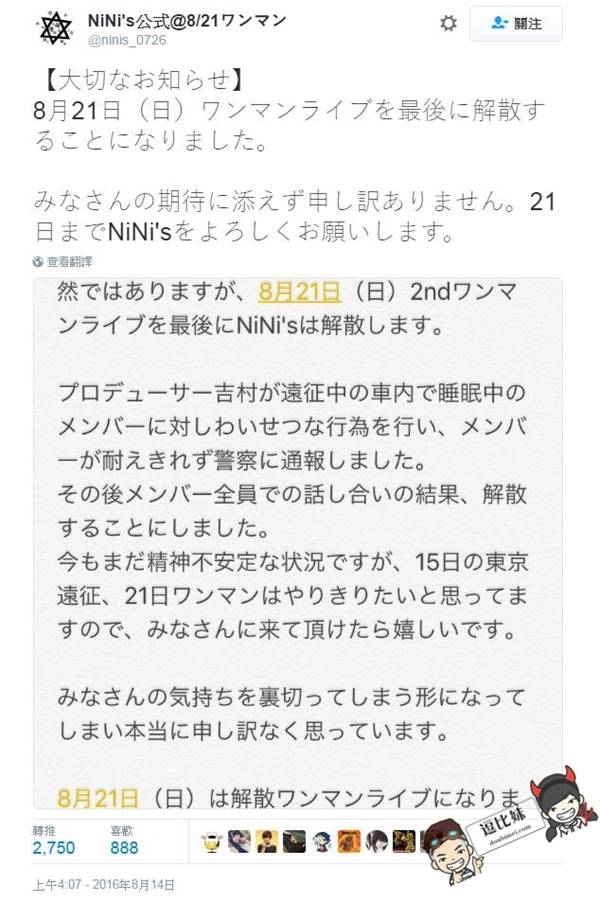 NiNi's公式@8/21ワンマン
@ninis_0726
關注
【大切なお知らせ】
8月21日（日）ワンマンライブを最後に解散す
ることになりました。
みなさんの期待に添えず申し訳ありません。21
日までNiNi'sをよろしくお願いします。
查看翻譯
然ではありますが、8月21日（日）2ndワンマ
ンライブを最後にNiNi'sは解散します。
プロデューサー吉村が遠征中の車内で睡眠中の
メンバーに対しわいせつな行為を行い、メンバ
ーが耐えきれず警察に通報しました。
その後メンバー全員での話し合いの結果、解散
することにしました。
今もまだ精神不安定な状況ですが、15日の東京
遠征、21日ワンマンはやりきりたいと思ってま
すので、みなさんに来て頂けたら嬉しいです。
みなさんの気持ちを裏切ってしまう形になって
しまい本当に申し訳なく思っています。
8月21日（日）は解散ワンマンライブになりま
轉推 喜歡
2,750 888
逗比妹
doubimei.com
上午4:07 - 2016年8月14日